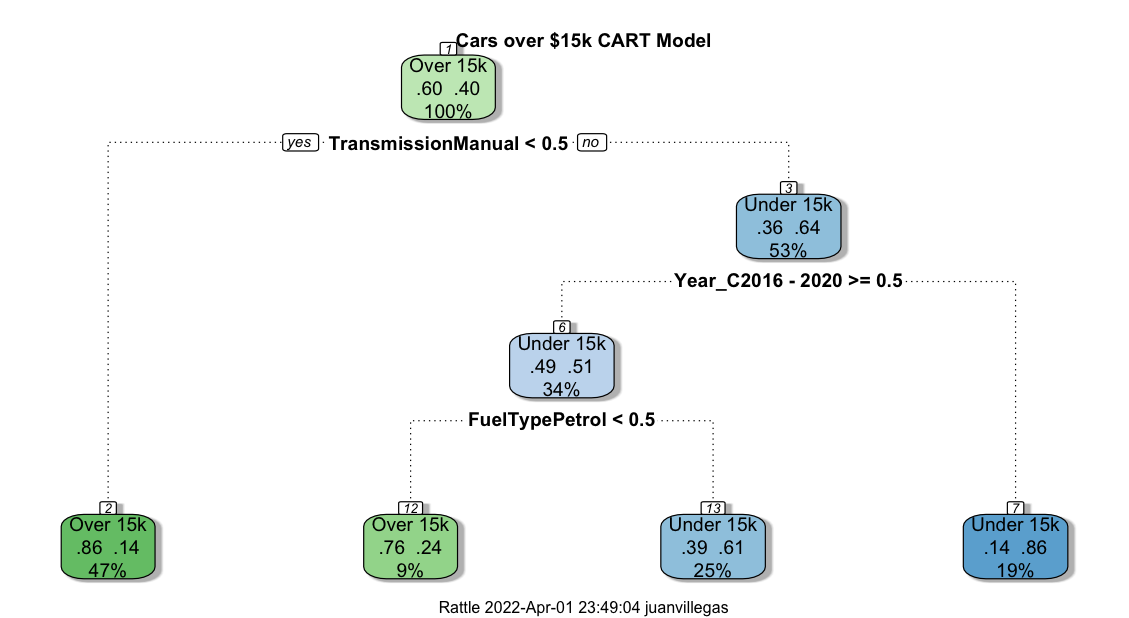 Cars over $15k CART Model
1
Over 15k
.60 .40
100%
yes TransmissionManual < 0.5 no
3
Under 15k
.36 .64
53%
Year_C2016 - 2020 >= 0.5
6
Under 15k
.49 .51
34%
FuelTypePetrol < 0.5
2
Over 15k
.86 .14
47%
12
Over 15k
.76 .24
9%
13
Under 15k
.39 .61
25%
7
Under 15k
.14 .86
19%
Rattle 2022-Apr-01 23:49:04 juanvillegas